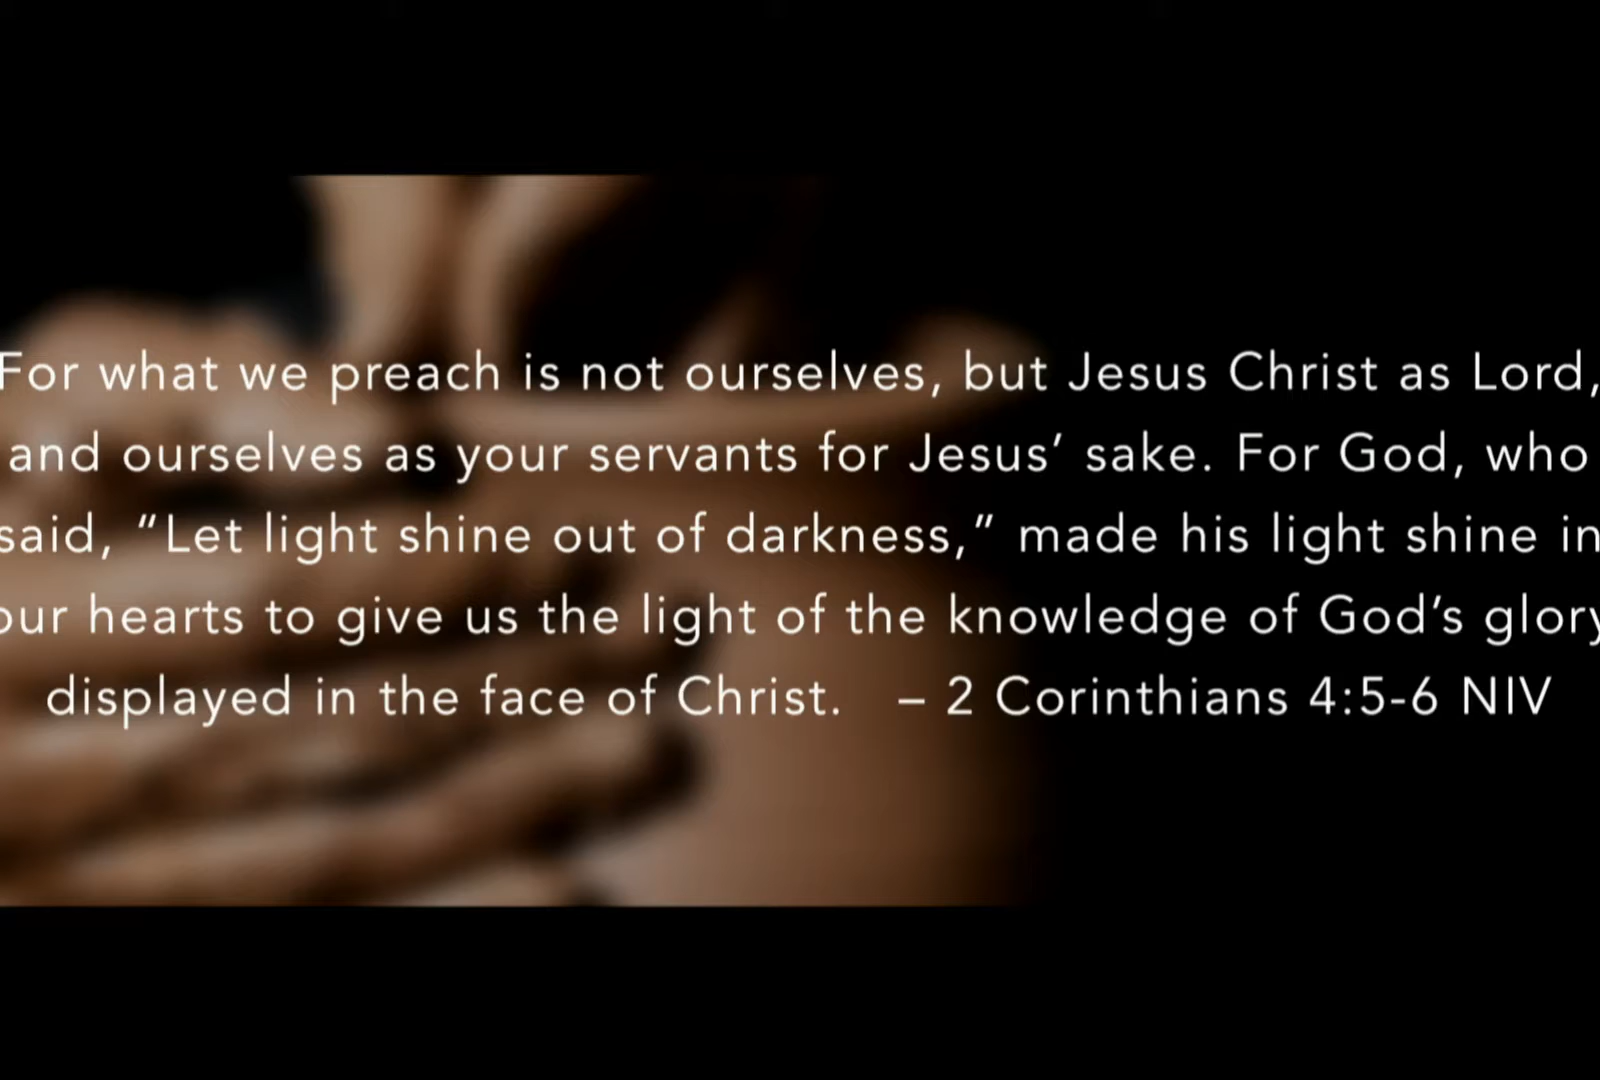 For what we preach is not ourselves, but Jesus Christ as Lord,
and ourselves as your servants for Jesus’ sake. For God, who
said, “Let light shine out of darkness,” made his light shine in
our hearts to give us the light of the knowledge of God’s glory
displayed in the face of Christ. – 2 Corinthians 4:5-6 NIV